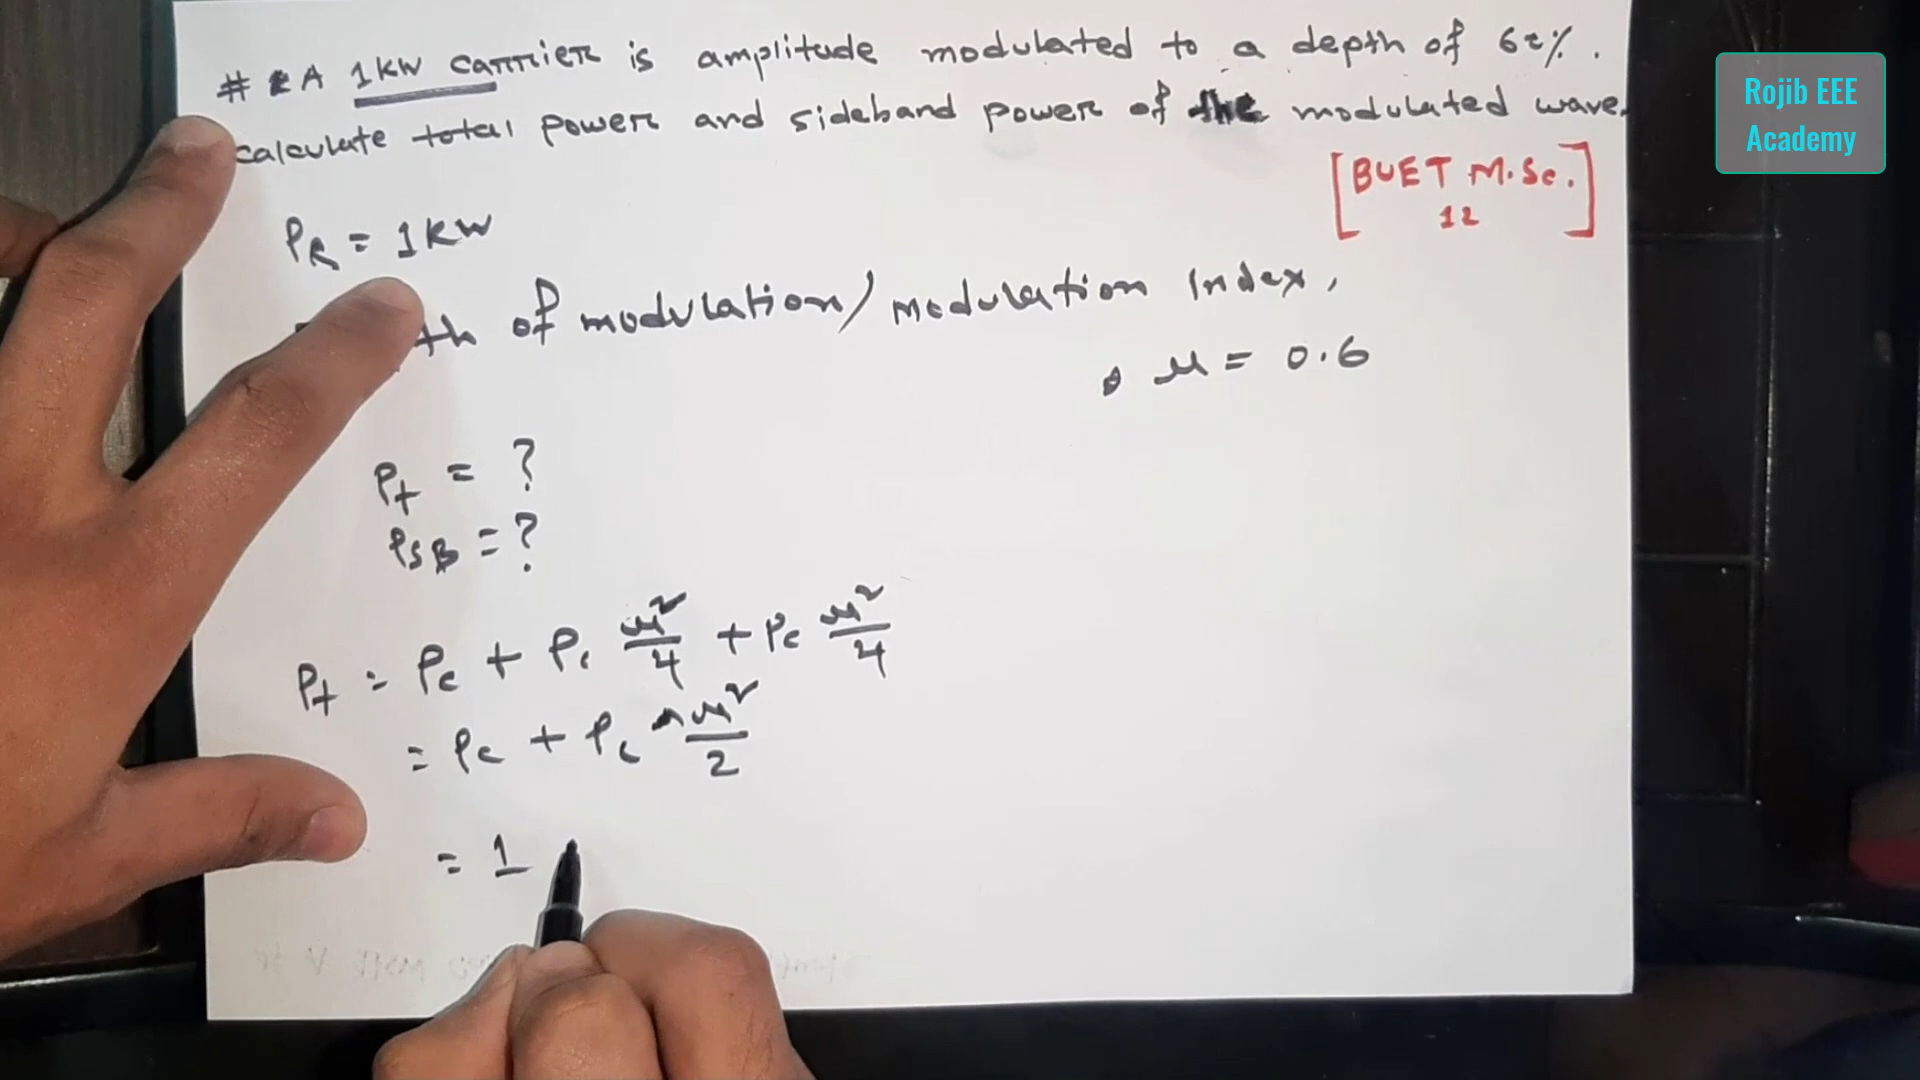 # A 1KW carrier is amplitude modulated to a depth of 60%.
calculate total power and sideband power of the modulated wave.
[BUET M.Sc.]
12
Rojib EEE
Academy
= 1KW
th of modulation/modulation Index,
μ = 0.6
Pt = ?
PSB = ?
Pt = Pc + Pc μ²/4 + Pc μ²/4
= Pc + Pc μ²/2
= 1